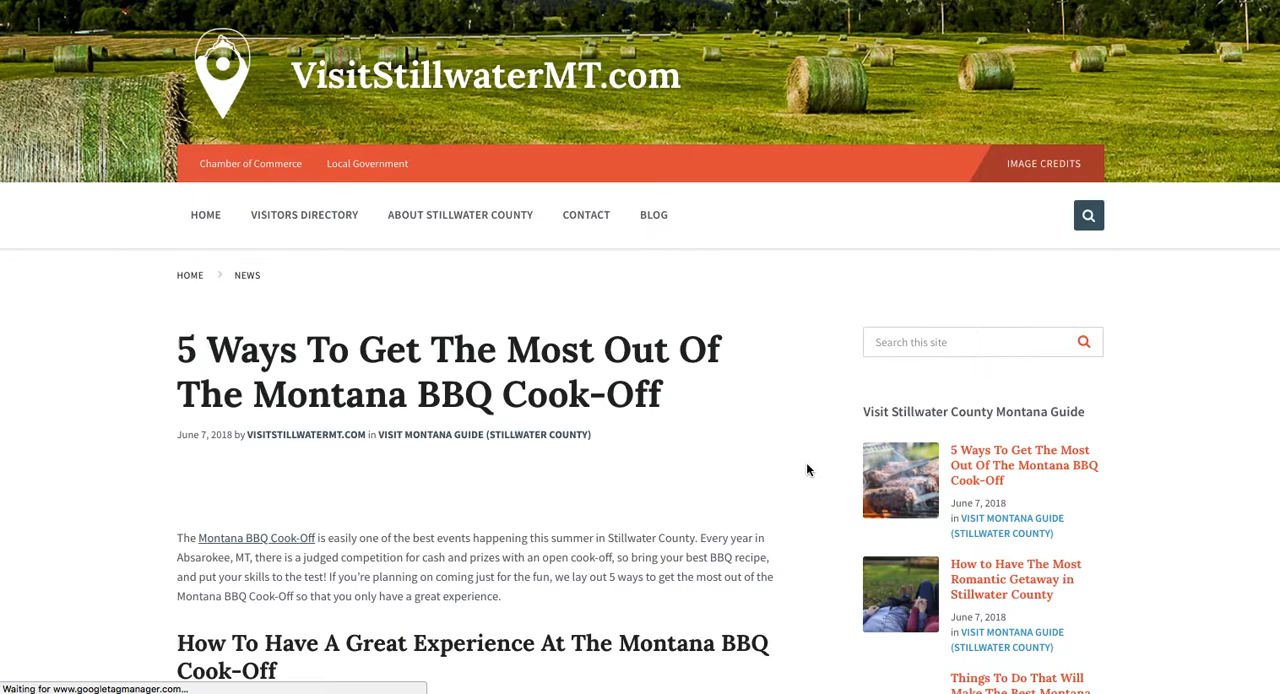 VisitStillwaterMT.com
Chamber of Commerce
Local Government
IMAGE CREDITS
HOME
VISITORS DIRECTORY
ABOUT STILLWATER COUNTY
CONTACT
BLOG
HOME
NEWS
5 Ways To Get The Most Out Of
The Montana BBQ Cook-Off
June 7, 2018 by VISITSTILLWATERMT.COM in VISIT MONTANA GUIDE (STILLWATER COUNTY)
The Montana BBQ Cook-Off is easily one of the best events happening this summer in Stillwater County. Every year in
Absarokee, MT, there is a judged competition for cash and prizes with an open cook-off, so bring your best BBQ recipe,
and put your skills to the test! If you're planning on coming just for the fun, we lay out 5 ways to get the most out of the
Montana BBQ Cook-Off so that you only have a great experience.
How To Have A Great Experience At The Montana BBQ
Cook-Off
Search this site
Visit Stillwater County Montana Guide
5 Ways To Get The Most
Out Of The Montana BBQ
Cook-Off
June 7, 2018
in VISIT MONTANA GUIDE
(STILLWATER COUNTY)
How to Have The Most
Romantic Getaway in
Stillwater County
June 7, 2018
in VISIT MONTANA GUIDE
(STILLWATER COUNTY)
Things To Do That Will
Make The Best Montana
Waiting for www.googletagmanager.com...